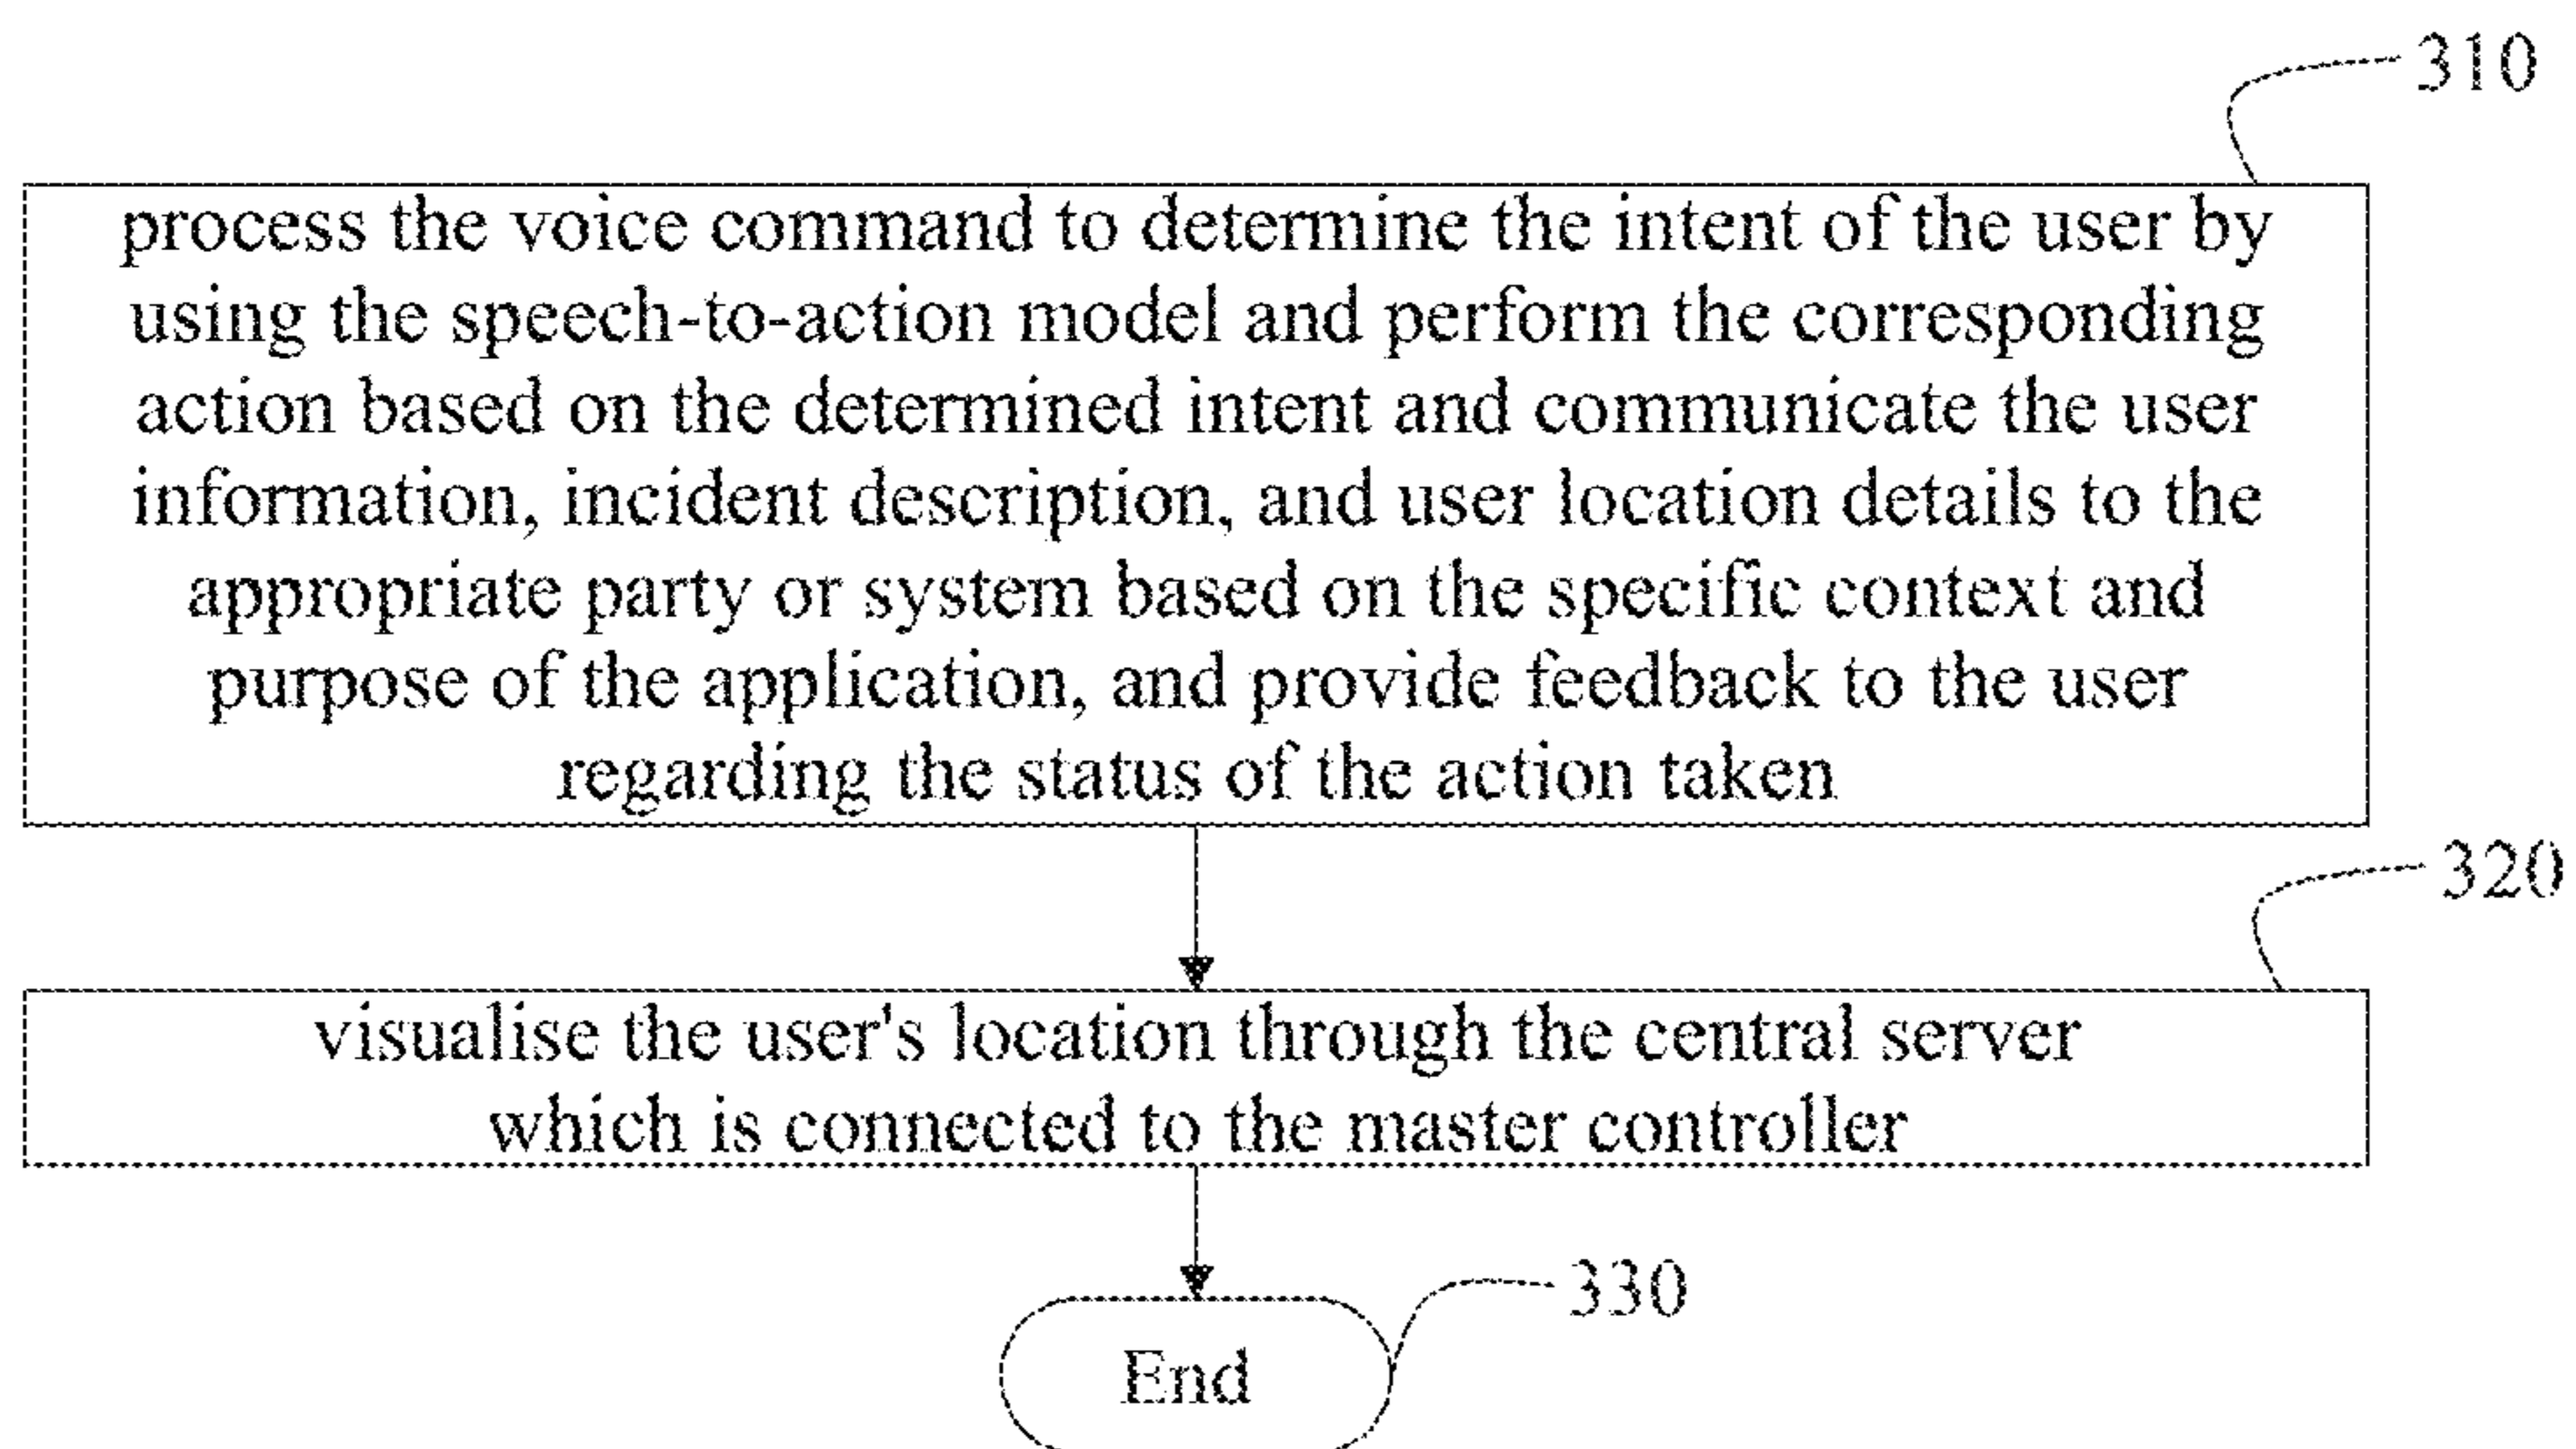 310
process the voice command to determine the intent of the user by
using the speech-to-action model and perform the corresponding
action based on the determined intent and communicate the user
information, incident description, and user location details to the
appropriate party or system based on the specific context and
purpose of the application, and provide feedback to the user
regarding the status of the action taken
320
visualise the user's location through the central server
which is connected to the master controller
330
End